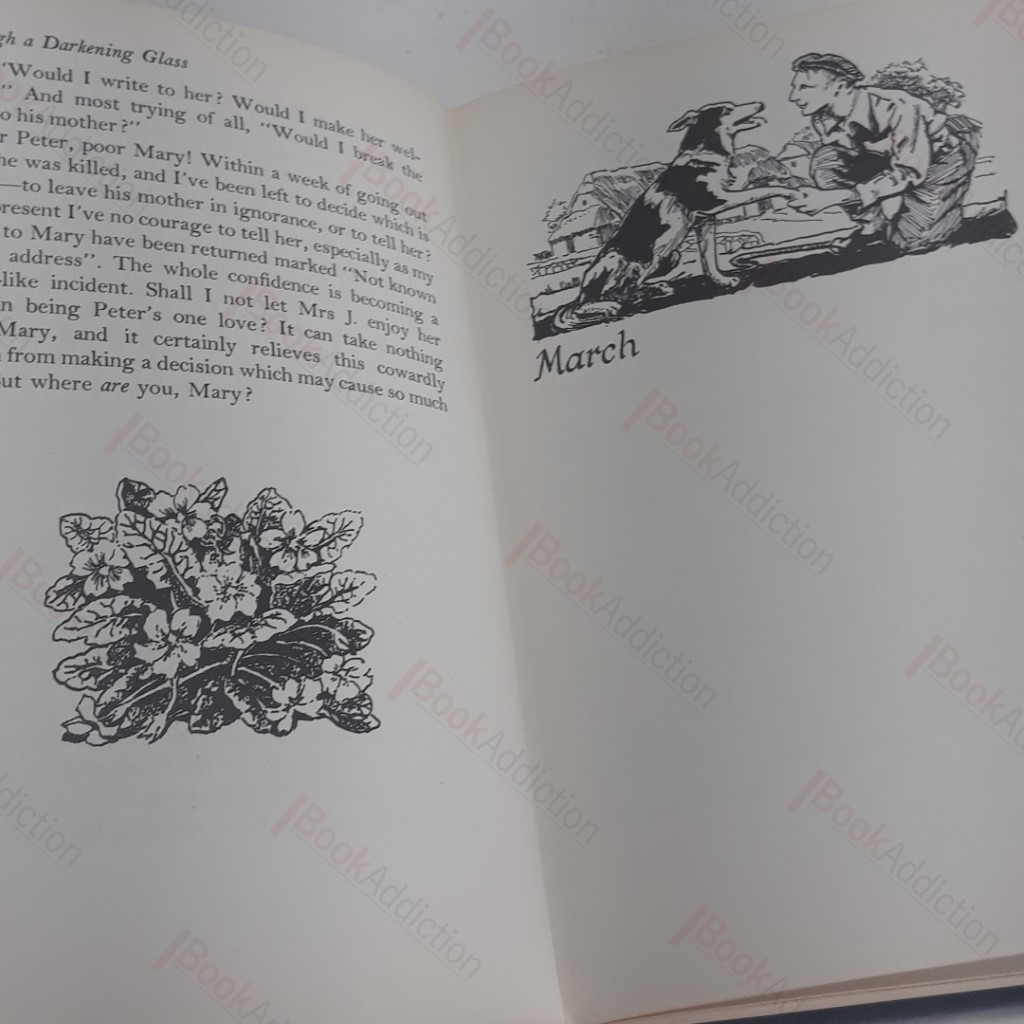 gh a Darkening Glass
"Would I write to her? Would I make her wel-
" And most trying of all, "Would I break the
o his mother?"
r Peter, poor Mary! Within a week of going out
he was killed, and I've been left to decide which is
—to leave his mother in ignorance, or to tell her?
present I've no courage to tell her, especially as my
to Mary have been returned marked "Not known
address". The whole confidence is becoming a
-like incident. Shall I not let Mrs J. enjoy her
n being Peter's one love? It can take nothing
Mary, and it certainly relieves this cowardly
from making a decision which may cause so much
ut where are you, Mary?
March
BookAddiction